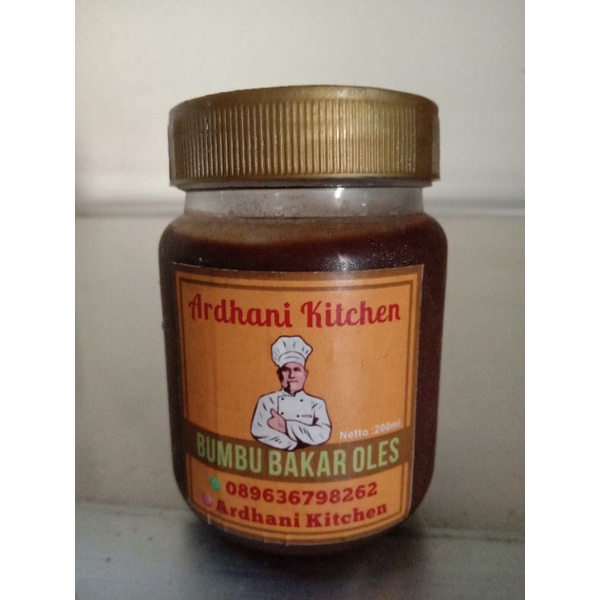 Ardhani Kitchen
Netto :200ml
BUMBU BAKAR OLES
089636798262
Ardhani Kitchen